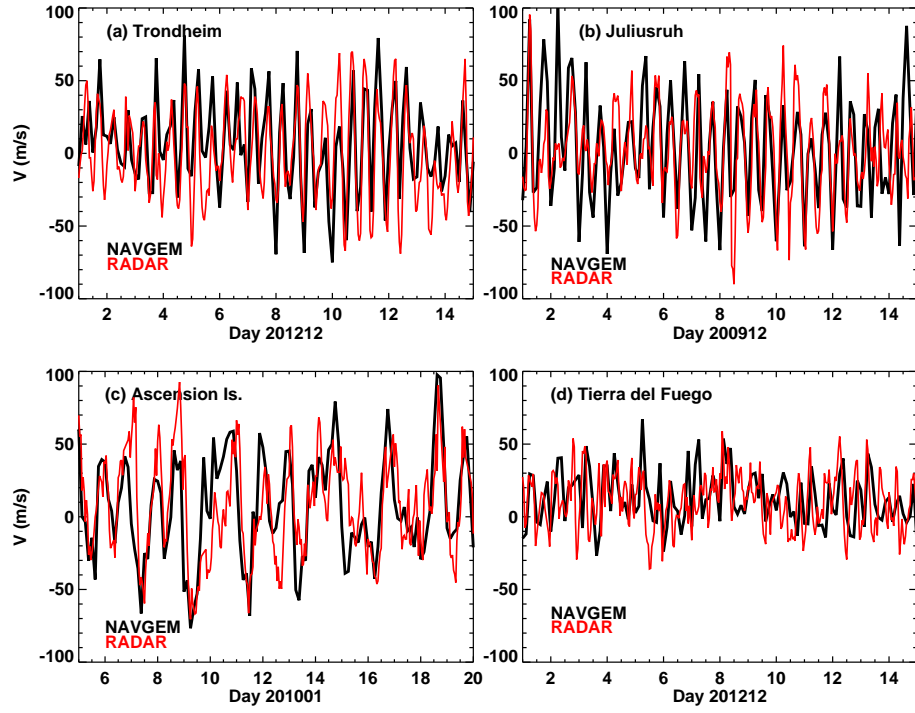 (a) Trondheim
(b) Juliusruh
100
50
0
-50
-100
V (m/s)
NAVGEM
RADAR
2 4 6 8 10 12 14
Day 201212
100
50
0
-50
-100
NAVGEM
RADAR
2 4 6 8 10 12 14
Day 200912
(c) Ascension Is.
(d) Tierra del Fuego
100
50
0
-50
-100
V (m/s)
NAVGEM
RADAR
6 8 10 12 14 16 18 20
Day 201001
100
50
0
-50
-100
NAVGEM
RADAR
2 4 6 8 10 12 14
Day 201212